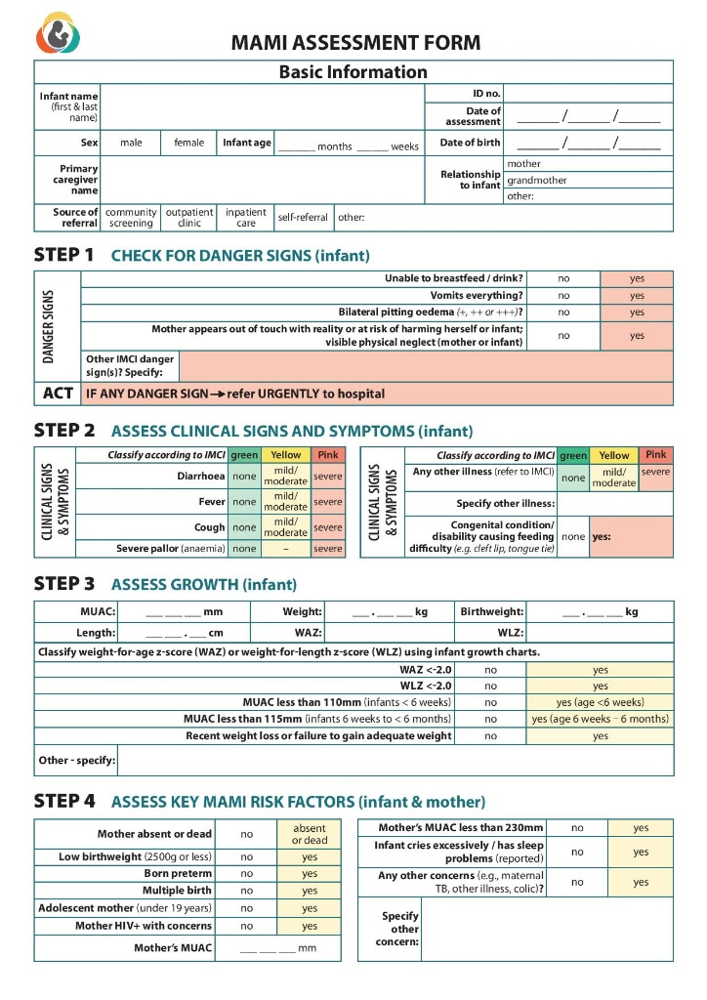 MAMI ASSESSMENT FORM
Basic Information
Infant name
(first & last
name)
ID no.
Date of
assessment
______ /______ /______
Sex
male
female
Infant age
______ months _____ weeks
Date of birth
______ /______ /______
Primary
caregiver
name
Relationship
to infant
mother
grandmother
other:
Source of
referral
community
screening
outpatient
clinic
inpatient
care
self-referral
other:
STEP 1 CHECK FOR DANGER SIGNS (infant)
DANGER SIGNS
Unable to breastfeed / drink? no yes
Vomits everything? no yes
Bilateral pitting oedema (+, ++ or +++)? no yes
Mother appears out of touch with reality or at risk of harming herself or infant;
visible physical neglect (mother or infant)
no yes
Other IMCI danger
sign(s)? Specify:
ACT IF ANY DANGER SIGN → refer URGENTLY to hospital
STEP 2 ASSESS CLINICAL SIGNS AND SYMPTOMS (infant)
CLINICAL SIGNS
& SYMPTOMS
Classify according to IMCI green Yellow Pink
Diarrhoea none mild/
moderate severe
Fever none mild/
moderate severe
Cough none mild/
moderate severe
Severe pallor (anaemia) none – severe
CLINICAL SIGNS
& SYMPTOMS
Classify according to IMCI green Yellow Pink
Any other illness (refer to IMCI) none mild/
moderate severe
Specify other illness:
Congenital condition/
disability causing feeding
difficulty (e.g. cleft lip, tongue tie)
none yes:
STEP 3 ASSESS GROWTH (infant)
MUAC: ___ ___ ___ mm Weight: ___ . ___ ___ kg Birthweight: ___ . ___ ___ kg
Length: ___ ___ . ___ cm WAZ: WLZ:
Classify weight-for-age z-score (WAZ) or weight-for-length z-score (WLZ) using infant growth charts.
WAZ <-2.0 no yes
WLZ <-2.0 no yes
MUAC less than 110mm (infants < 6 weeks) no yes (age <6 weeks)
MUAC less than 115mm (infants 6 weeks to < 6 months) no yes (age 6 weeks – 6 months)
Recent weight loss or failure to gain adequate weight no yes
Other - specify:
STEP 4 ASSESS KEY MAMI RISK FACTORS (infant & mother)
Mother absent or dead no absent
or dead
Low birthweight (2500g or less) no yes
Born preterm no yes
Multiple birth no yes
Adolescent mother (under 19 years) no yes
Mother HIV+ with concerns no yes
Mother's MUAC ___ ___ ___ mm
Mother's MUAC less than 230mm no yes
Infant cries excessively / has sleep
problems (reported)
no yes
Any other concerns (e.g., maternal
TB, other illness, colic)?
no yes
Specify
other
concern: